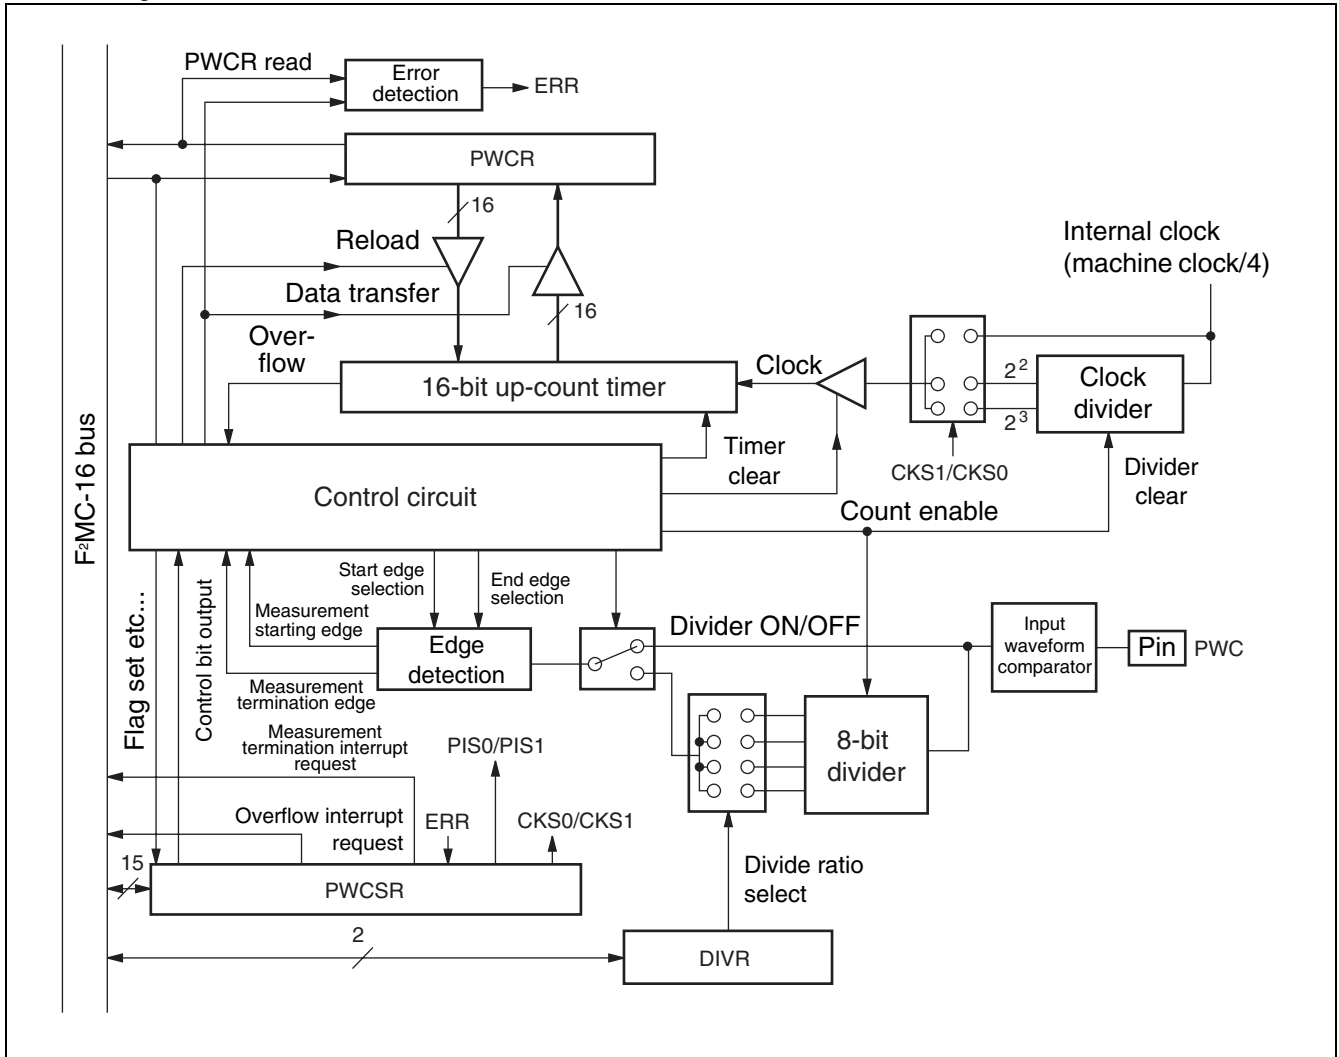 PWCR read
Error
detection
ERR
PWCR
16
Reload
Internal clock
(machine clock/4)
Data transfer
16
Over-
flow
16-bit up-count timer
Clock
2²
2³
Clock
divider
F²MC-16 bus
Control circuit
Timer
clear
CKS1/CKS0
Divider
clear
Count enable
Flag set etc...
Control bit output
Start edge
selection
End edge
selection
Measurement
starting edge
Edge
detection
Measurement
termination edge
Divider ON/OFF
Input
waveform
comparator
Pin
PWC
Measurement
termination interrupt
request
PIS0/PIS1
8-bit
divider
Overflow interrupt
request
ERR
CKS0/CKS1
15
PWCSR
Divide ratio
select
2
DIVR